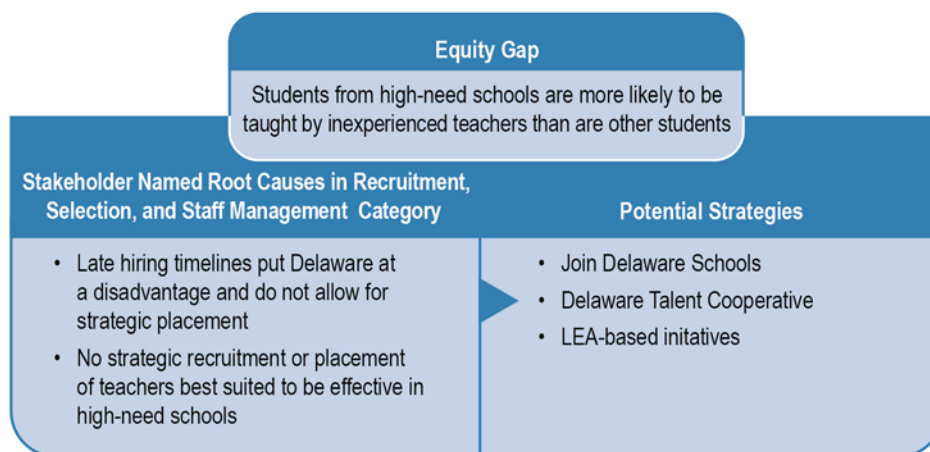 Equity Gap
Students from high-need schools are more likely to be
taught by inexperienced teachers than are other students
Stakeholder Named Root Causes in Recruitment,
Selection, and Staff Management Category
• Late hiring timelines put Delaware at
a disadvantage and do not allow for
strategic placement
• No strategic recruitment or placement
of teachers best suited to be effective in
high-need schools
Potential Strategies
• Join Delaware Schools
• Delaware Talent Cooperative
• LEA-based initatives